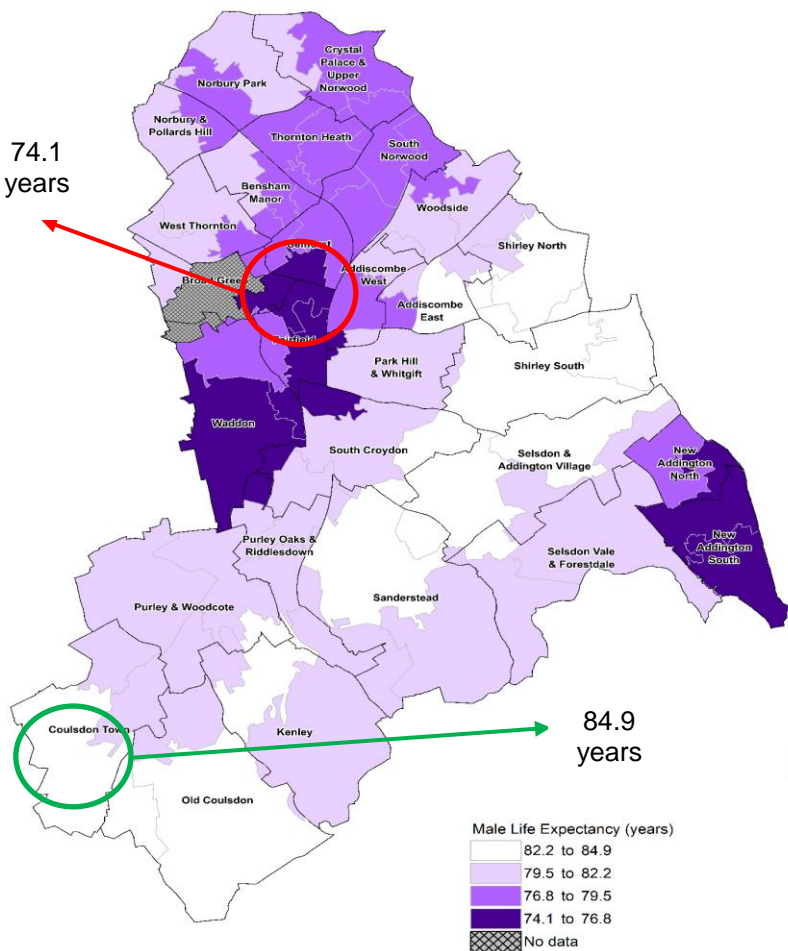 Crystal
Palace &
Upper
Norwood
Norbury Park
Norbury &
Pollards Hill
Thornton Heath
South
Norwood
74.1
years
Bensham
Manor
Woodside
West Thornton
Shirley North
Selhurst
Addiscombe
West
Broad Green
Addiscombe
East
Fairfield
Park Hill
& Whitgift
Shirley South
Waddon
South Croydon
Selsdon &
Addington Village
New
Addington
North
Purley Oaks &
Riddlesdown
Selsdon Vale
& Forestdale
New
Addington
South
Purley & Woodcote
Sanderstead
Coulsdon Town
Kenley
84.9
years
Old Coulsdon
Male Life Expectancy (years)
82.2 to 84.9
79.5 to 82.2
76.8 to 79.5
74.1 to 76.8
No data